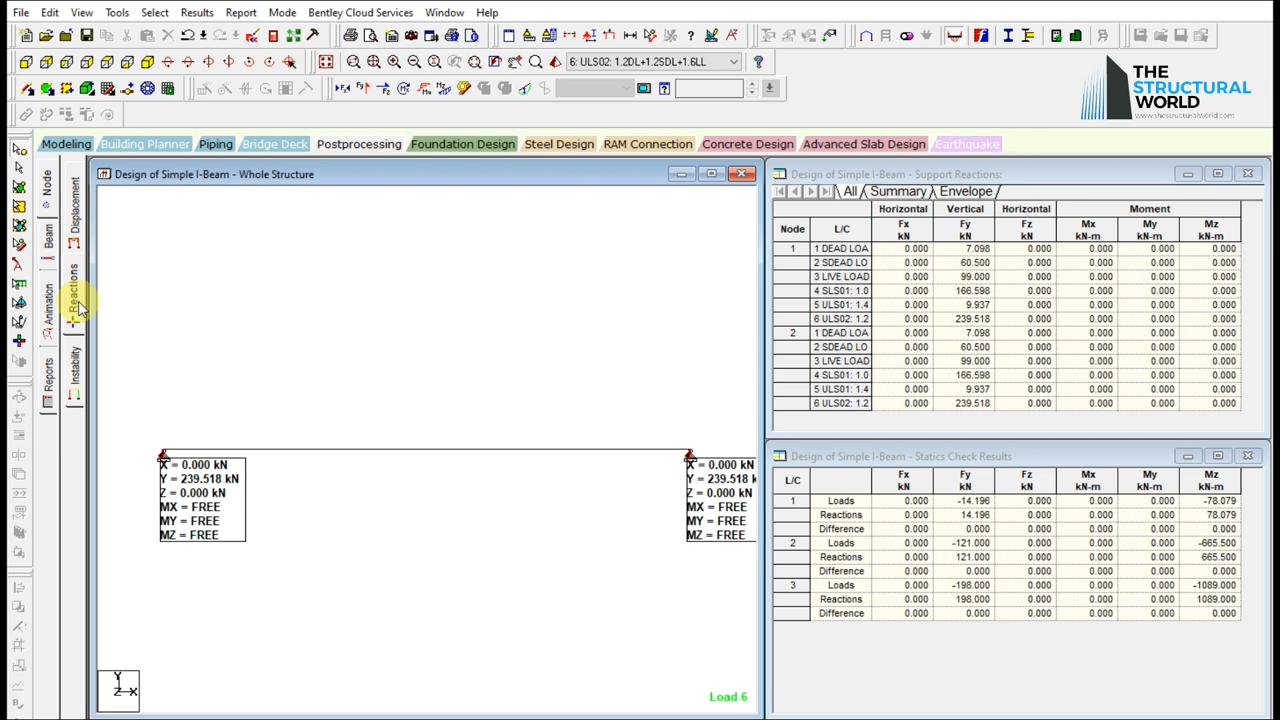 File Edit View Tools Select Results Report Mode Bentley Cloud Services Window Help
6: ULS02: 1.2DL+1.2SDL+1.6LL
THE
STRUCTURAL
WORLD
www.thestructuralworld.com
Modeling Building Planner Piping Bridge Deck Postprocessing Foundation Design Steel Design RAM Connection Concrete Design Advanced Slab Design Earthquake
Node
Beam
Animation
Reports
Displacement
Reactions
Instability
Design of Simple I-Beam - Whole Structure
X = 0.000 kN
Y = 239.518 kN
Z = 0.000 kN
MX = FREE
MY = FREE
MZ = FREE
X = 0.000 kN
Y = 239.518 k
Z = 0.000 kN
MX = FREE
MY = FREE
MZ = FREE
Y
Z X
Load 6
Design of Simple I-Beam - Support Reactions:
All Summary Envelope
Horizontal Vertical Horizontal Moment
Node L/C Fx kN Fy kN Fz kN Mx kN-m My kN-m Mz kN-m
1 1 DEAD LOA 0.000 7.098 0.000 0.000 0.000 0.000
2 SDEAD LO 0.000 60.500 0.000 0.000 0.000 0.000
3 LIVE LOAD 0.000 99.000 0.000 0.000 0.000 0.000
4 SLS01: 1.0 0.000 166.598 0.000 0.000 0.000 0.000
5 ULS01: 1.4 0.000 9.937 0.000 0.000 0.000 0.000
6 ULS02: 1.2 0.000 239.518 0.000 0.000 0.000 0.000
2 1 DEAD LOA 0.000 7.098 0.000 0.000 0.000 0.000
2 SDEAD LO 0.000 60.500 0.000 0.000 0.000 0.000
3 LIVE LOAD 0.000 99.000 0.000 0.000 0.000 0.000
4 SLS01: 1.0 0.000 166.598 0.000 0.000 0.000 0.000
5 ULS01: 1.4 0.000 9.937 0.000 0.000 0.000 0.000
6 ULS02: 1.2 0.000 239.518 0.000 0.000 0.000 0.000
Design of Simple I-Beam - Statics Check Results
L/C Fx kN Fy kN Fz kN Mx kN-m My kN-m Mz kN-m
1 Loads 0.000 -14.196 0.000 0.000 0.000 -78.079
Reactions 0.000 14.196 0.000 0.000 0.000 78.079
Difference 0.000 0.000 0.000 0.000 0.000 0.000
2 Loads 0.000 -121.000 0.000 0.000 0.000 -665.500
Reactions 0.000 121.000 0.000 0.000 0.000 665.500
Difference 0.000 0.000 0.000 0.000 0.000 0.000
3 Loads 0.000 -198.000 0.000 0.000 0.000 -1089.000
Reactions 0.000 198.000 0.000 0.000 0.000 1089.000
Difference 0.000 0.000 0.000 0.000 0.000 0.000